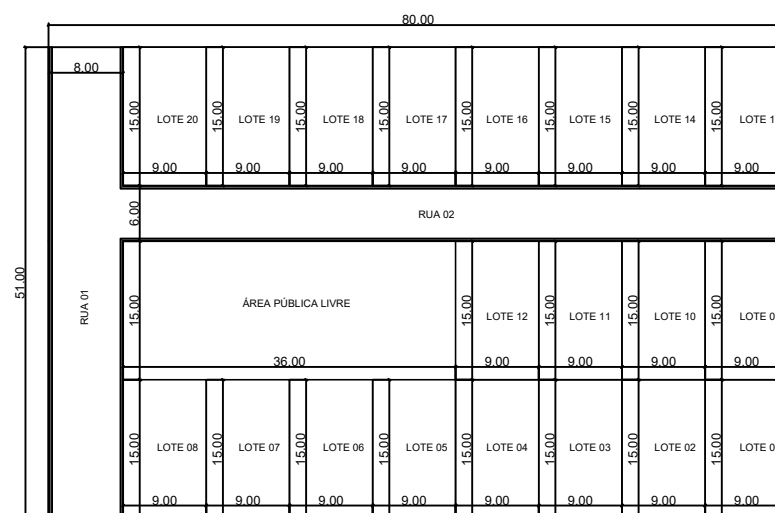 80.00
8.00
15.00 LOTE 20 15.00 LOTE 19 15.00 LOTE 18 15.00 LOTE 17 15.00 LOTE 16 15.00 LOTE 15 15.00 LOTE 14 15.00 LOTE 1
9.00 9.00 9.00 9.00 9.00 9.00 9.00 9.00
6.00 RUA 02
51.00
RUA 01
15.00 ÁREA PÚBLICA LIVRE 15.00 LOTE 12 15.00 LOTE 11 15.00 LOTE 10 15.00 LOTE 0
36.00 9.00 9.00 9.00 9.00
15.00 LOTE 08 15.00 LOTE 07 15.00 LOTE 06 15.00 LOTE 05 15.00 LOTE 04 15.00 LOTE 03 15.00 LOTE 02 15.00 LOTE 0
9.00 9.00 9.00 9.00 9.00 9.00 9.00 9.00